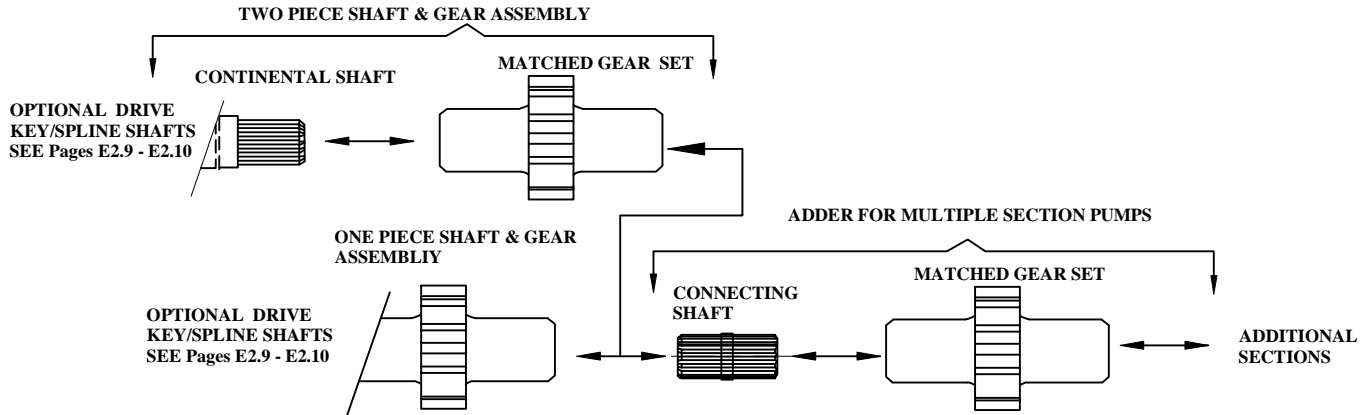 TWO PIECE SHAFT & GEAR ASSEMBLY
CONTINENTAL SHAFT
MATCHED GEAR SET
OPTIONAL DRIVE
KEY/SPLINE SHAFTS
SEE Pages E2.9 - E2.10
ADDER FOR MULTIPLE SECTION PUMPS
ONE PIECE SHAFT & GEAR
ASSEMBLIY
OPTIONAL DRIVE
KEY/SPLINE SHAFTS
SEE Pages E2.9 - E2.10
CONNECTING
SHAFT
MATCHED GEAR SET
ADDITIONAL
SECTIONS